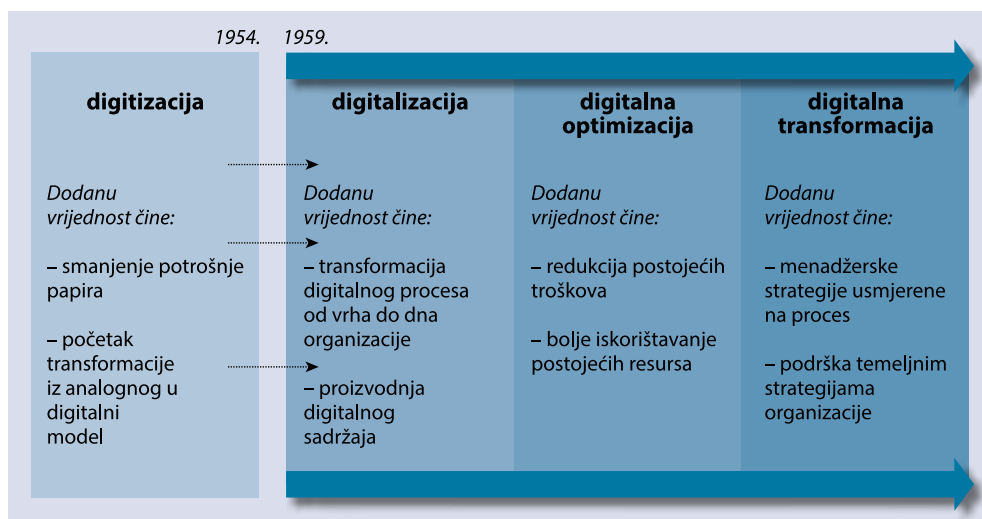 1954. 1959.
digitizacija
Dodanu
vrijednost čine:
– smanjenje potrošnje
papira
– početak
transformacije
iz analognog u
digitalni
model
digitalizacija
Dodanu
vrijednost čine:
– transformacija
digitalnog procesa
od vrha do dna
organizacije
– proizvodnja
digitalnog
sadržaja
digitalna
optimizacija
Dodanu
vrijednost čine:
– redukcija postojećih
troškova
– bolje iskorištavanje
postojećih resursa
digitalna
transformacija
Dodanu
vrijednost čine:
– menadžerske
strategije usmjerene
na proces
– podrška temeljnim
strategijama
organizacije